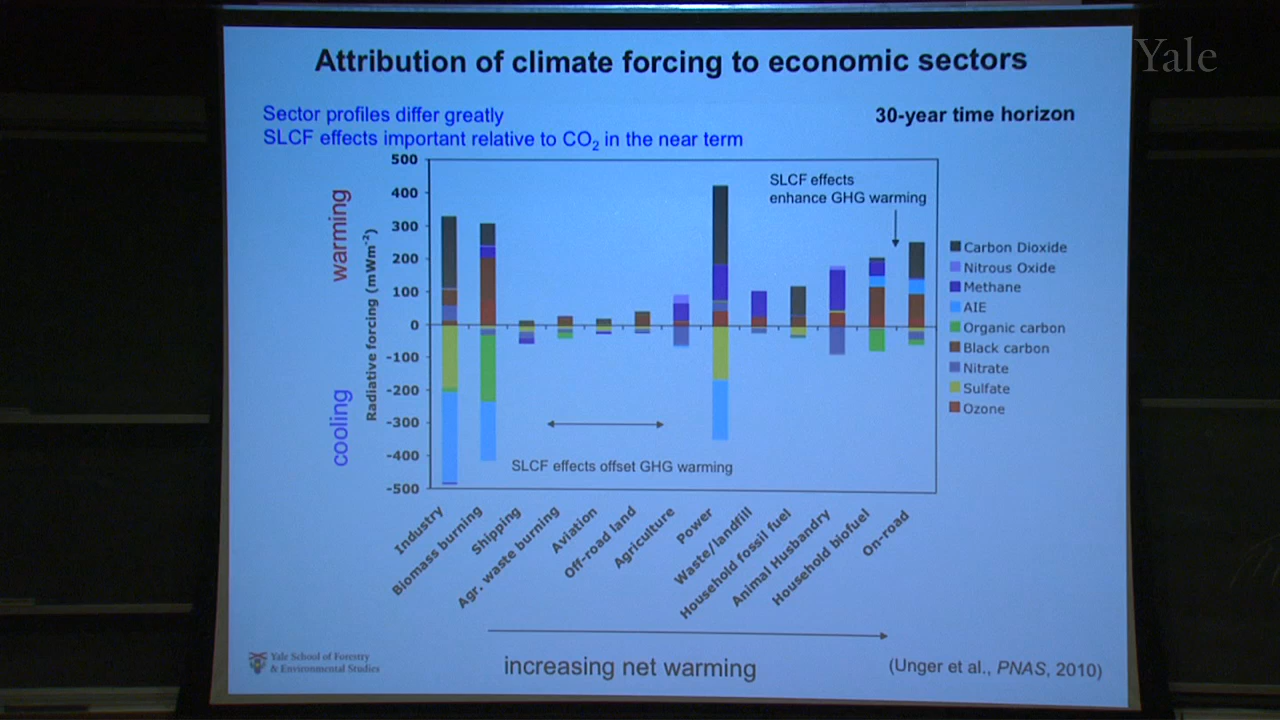 Attribution of climate forcing to economic sectors
Yale
Sector profiles differ greatly
SLCF effects important relative to CO2 in the near term
30-year time horizon
warming
cooling
Radiative forcing (mWm-2)
500
400
300
200
100
0
-100
-200
-300
-400
-500
SLCF effects
enhance GHG warming
SLCF effects offset GHG warming
Carbon Dioxide
Nitrous Oxide
Methane
AIE
Organic carbon
Black carbon
Nitrate
Sulfate
Ozone
Industry
Biomass burning
Shipping
Agr. waste burning
Aviation
Off-road land
Agriculture
Power
Waste/landfill
Household fossil fuel
Animal Husbandry
Household biofuel
On-road
increasing net warming
Yale School of Forestry
& Environmental Studies
(Unger et al., PNAS, 2010)